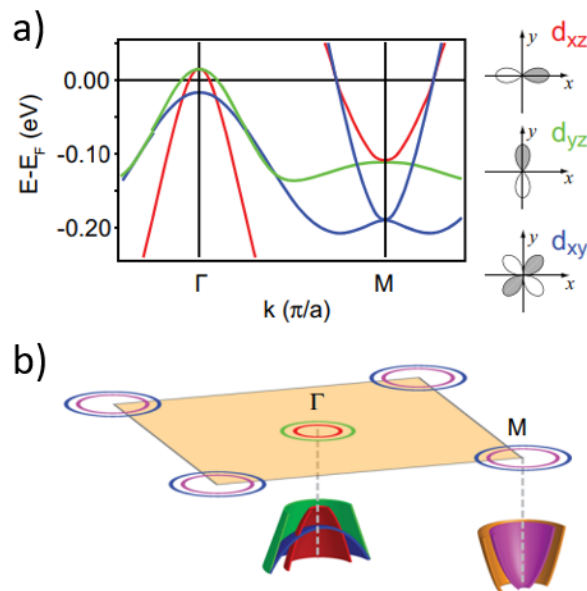 a)
0.00
-0.10
-0.20
E-E_F (eV)
Γ
M
k (π/a)
d_xz
y
x
d_yz
y
x
d_xy
y
x
b)
Γ
M